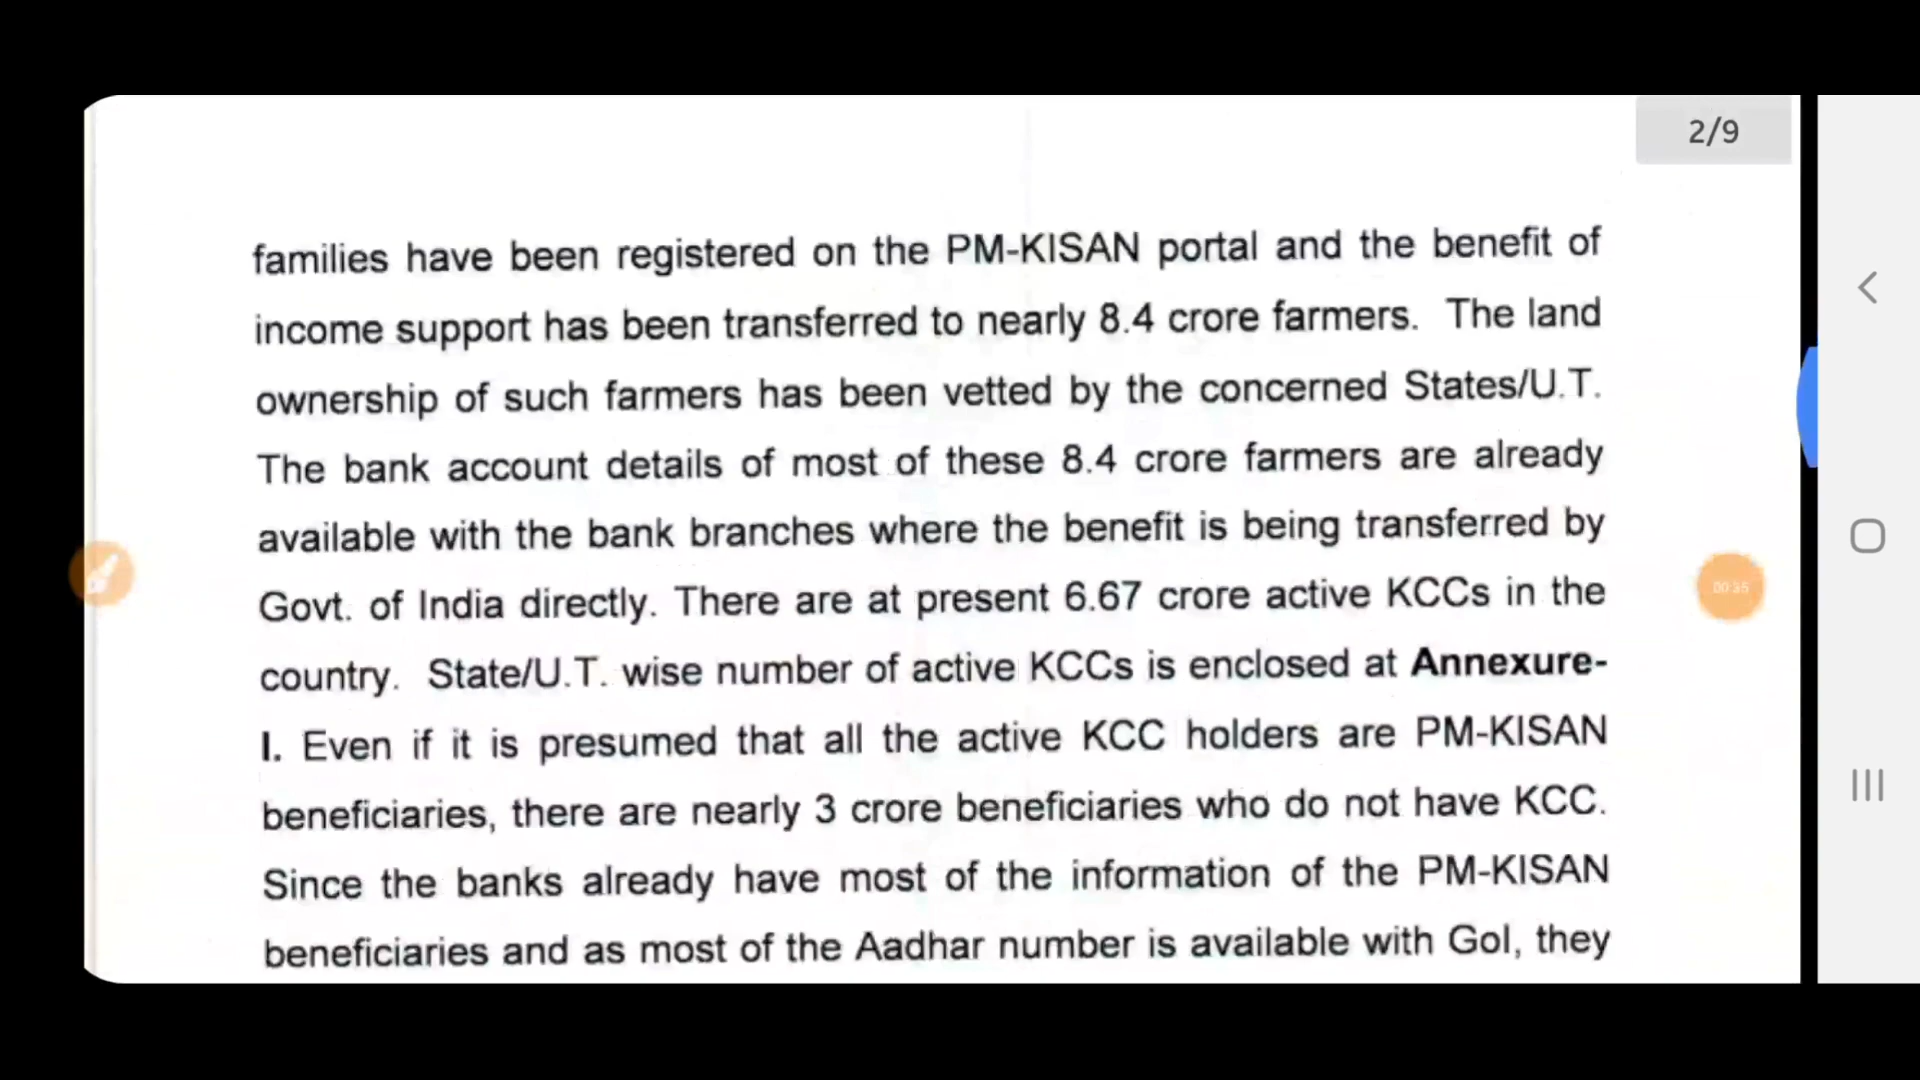 2/9
families have been registered on the PM-KISAN portal and the benefit of
income support has been transferred to nearly 8.4 crore farmers. The land
ownership of such farmers has been vetted by the concerned States/U.T.
The bank account details of most of these 8.4 crore farmers are already
available with the bank branches where the benefit is being transferred by
Govt. of India directly. There are at present 6.67 crore active KCCs in the
country. State/U.T. wise number of active KCCs is enclosed at Annexure-
I. Even if it is presumed that all the active KCC holders are PM-KISAN
beneficiaries, there are nearly 3 crore beneficiaries who do not have KCC.
Since the banks already have most of the information of the PM-KISAN
beneficiaries and as most of the Aadhar number is available with GoI, they